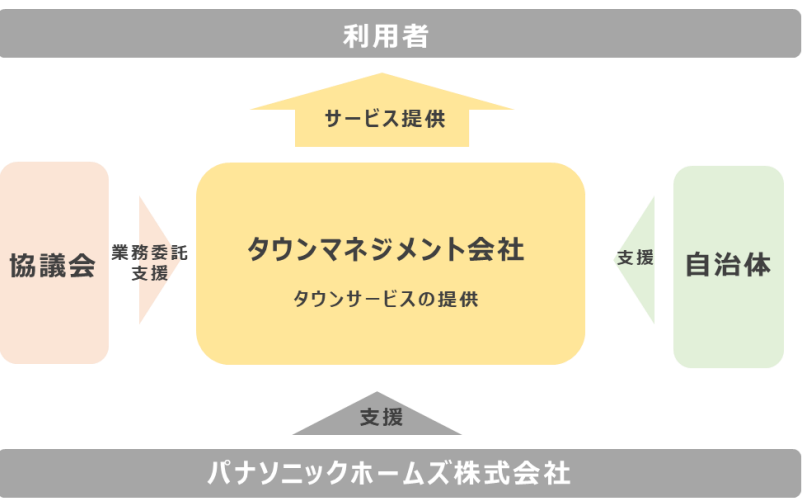 利用者
サービス提供
協議会
業務委託
支援
タウンマネジメント会社
タウンサービスの提供
支援
自治体
支援
パナソニックホームズ株式会社